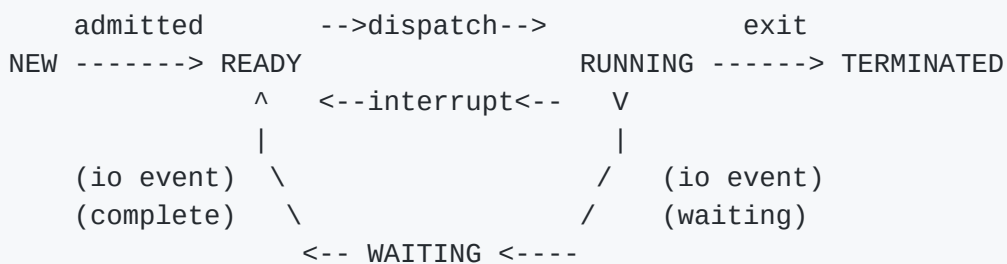 admitted -->dispatch--> exit
NEW -------> READY RUNNING ------> TERMINATED
^ <--interrupt<-- V
| |
(io event) \ / (io event)
(complete) \ / (waiting)
<-- WAITING <----